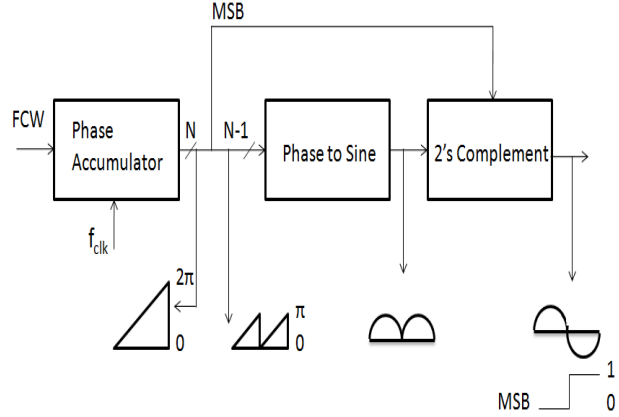 MSB
FCW
Phase
Accumulator
N
N-1
Phase to Sine
2's Complement
fclk
2π
0
π
0
1
MSB
0